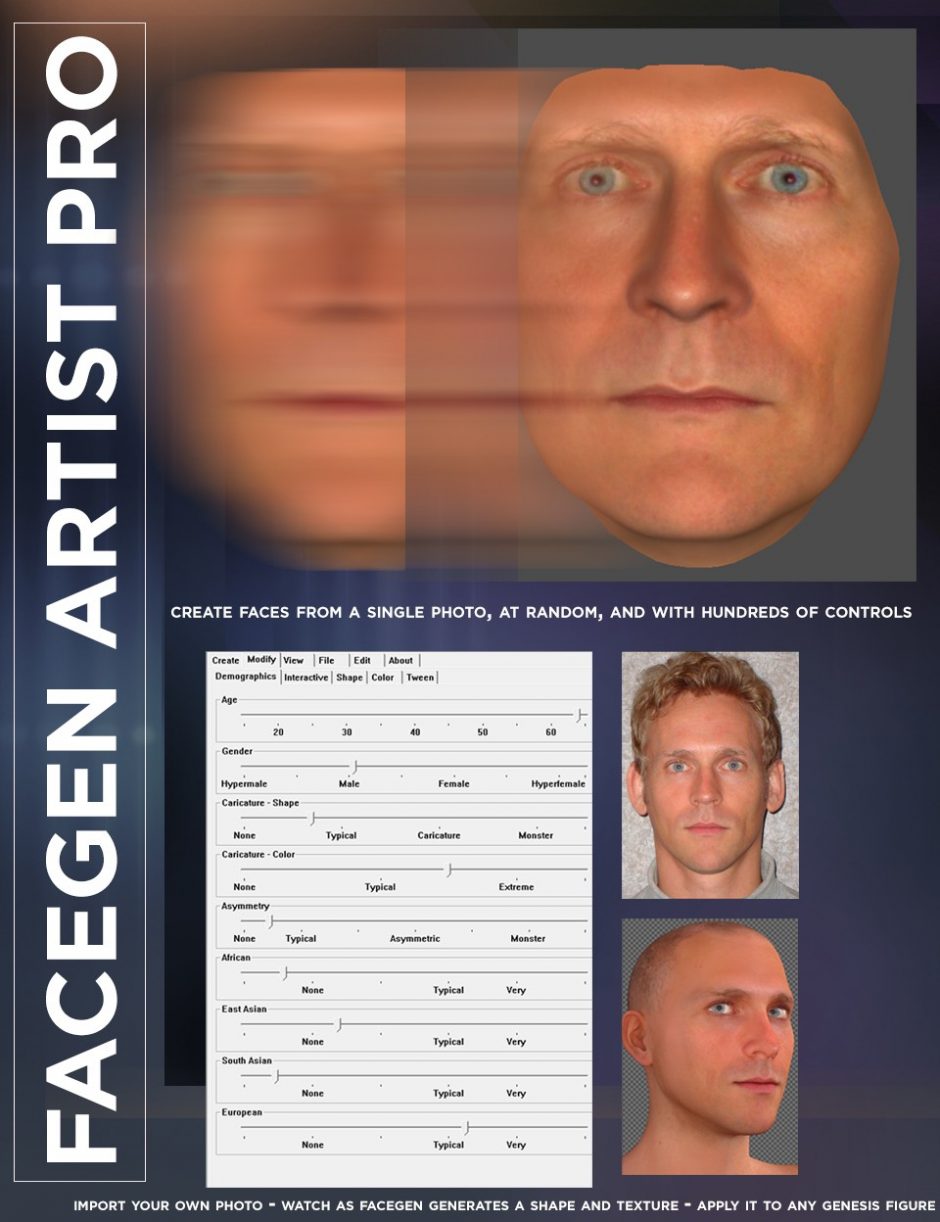 FACEGEN ARTIST PRO
CREATE FACES FROM A SINGLE PHOTO, AT RANDOM, AND WITH HUNDREDS OF CONTROLS
Create Modify View File Edit About
Demographics Interactive Shape Color Tween
Age
20 30 40 50 60
Gender
Hypermale Male Female Hyperfemale
Caricature - Shape
None Typical Caricature Monster
Caricature - Color
None Typical Extreme
Asymmetry
None Typical Asymmetric Monster
African
None Typical Very
East Asian
None Typical Very
South Asian
None Typical Very
European
None Typical Very
IMPORT YOUR OWN PHOTO - WATCH AS FACEGEN GENERATES A SHAPE AND TEXTURE - APPLY IT TO ANY GENESIS FIGURE